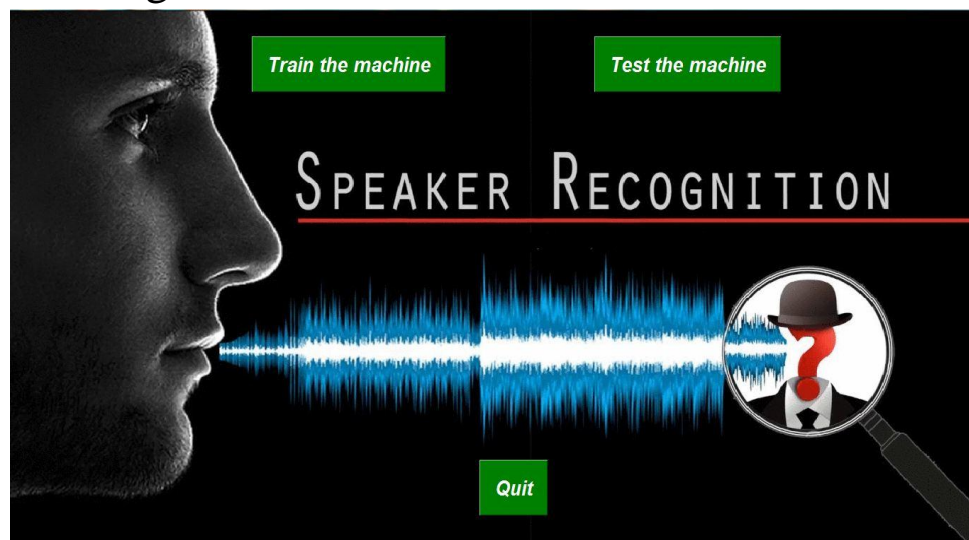 Train the machine
Test the machine
SPEAKER RECOGNITION
?
Quit